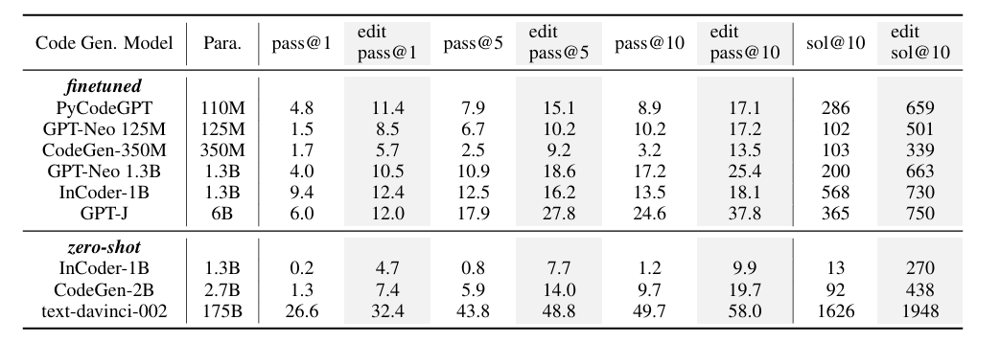 Code Gen. Model Para. pass@1 edit pass@1 pass@5 edit pass@5 pass@10 edit pass@10 sol@10 edit sol@10
finetuned
PyCodeGPT 110M 4.8 11.4 7.9 15.1 8.9 17.1 286 659
GPT-Neo 125M 125M 1.5 8.5 6.7 10.2 10.2 17.2 102 501
CodeGen-350M 350M 1.7 5.7 2.5 9.2 3.2 13.5 103 339
GPT-Neo 1.3B 1.3B 4.0 10.5 10.9 18.6 17.2 25.4 200 663
InCoder-1B 1.3B 9.4 12.4 12.5 16.2 13.5 18.1 568 730
GPT-J 6B 6.0 12.0 17.9 27.8 24.6 37.8 365 750
zero-shot
InCoder-1B 1.3B 0.2 4.7 0.8 7.7 1.2 9.9 13 270
CodeGen-2B 2.7B 1.3 7.4 5.9 14.0 9.7 19.7 92 438
text-davinci-002 175B 26.6 32.4 43.8 48.8 49.7 58.0 1626 1948